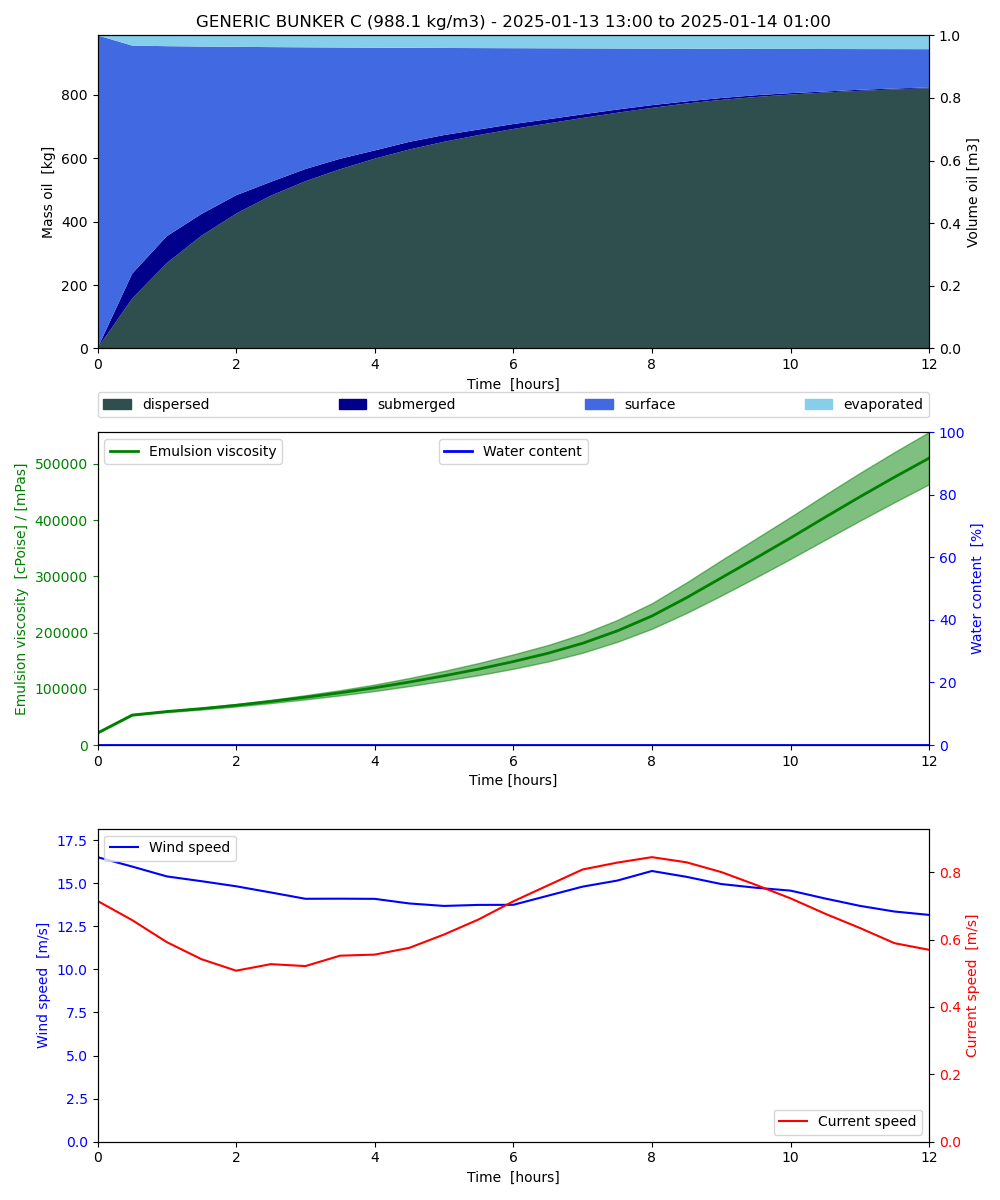 GENERIC BUNKER C (988.1 kg/m3) - 2025-01-13 13:00 to 2025-01-14 01:00
Mass oil  [kg]
800
600
400
200
0
1.0
0.8
0.6
0.4
0.2
0.0
Volume oil [m3]
0 2 4 6 8 10 12
Time  [hours]
dispersed submerged surface evaporated
Emulsion viscosity  [cPoise] / [mPas]
500000
400000
300000
200000
100000
0
Emulsion viscosity
Water content
100
80
60
40
20
0
Water content  [%]
0 2 4 6 8 10 12
Time [hours]
Wind speed  [m/s]
17.5
15.0
12.5
10.0
7.5
5.0
2.5
0.0
Wind speed
0.8
0.6
0.4
0.2
0.0
Current speed  [m/s]
Current speed
0 2 4 6 8 10 12
Time  [hours]